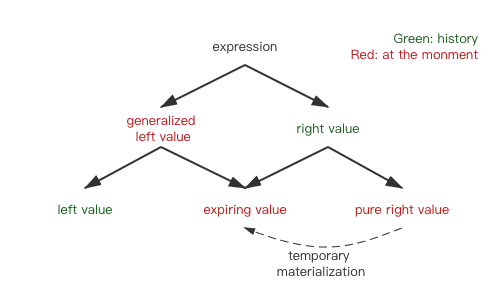 Green: history
expression
Red: at the monment
generalized
left value
right value
left value
expiring value
pure right value
temporary
materialization